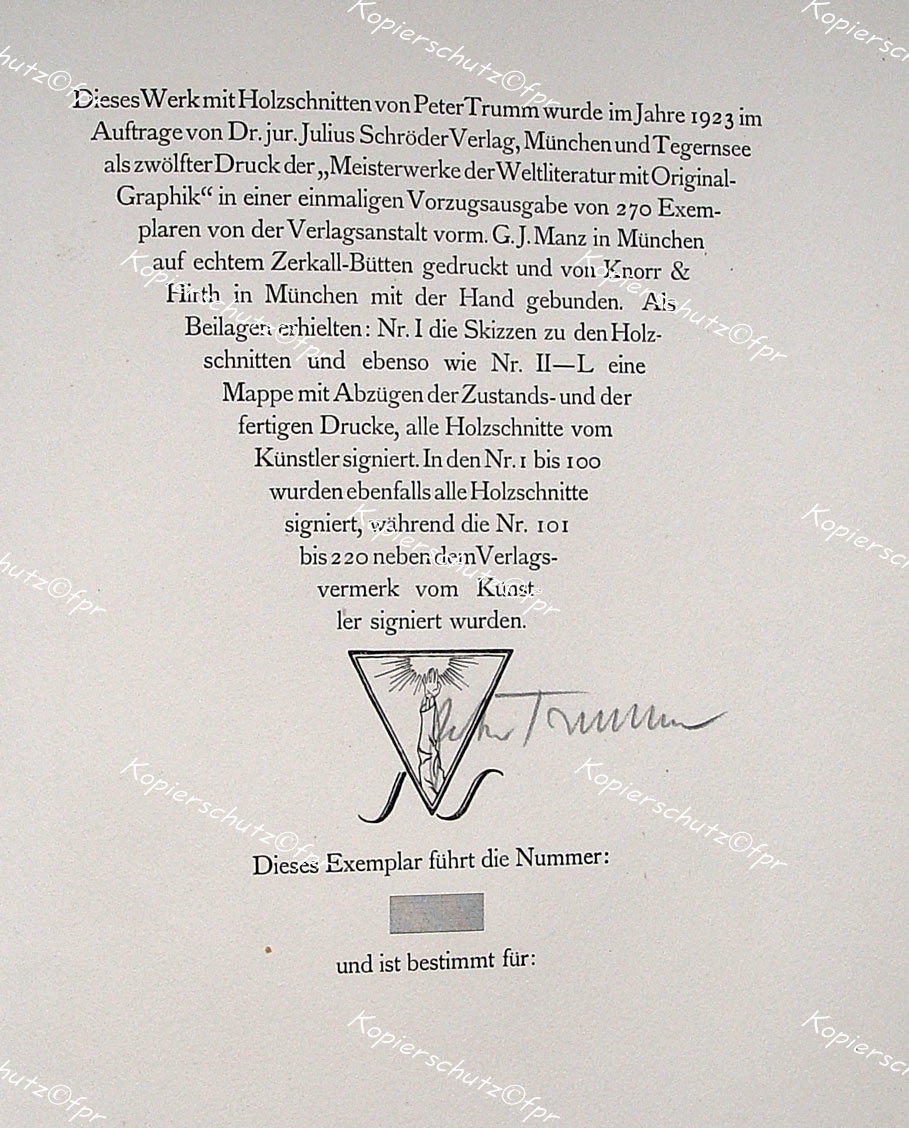 Dieses Werk mit Holzschnitten von Peter Trumm wurde im Jahre 1923 im
Auftrage von Dr. jur. Julius Schröder Verlag, München und Tegernsee
als zwölfter Druck der „Meisterwerke der Weltliteratur mit Original-
Graphik“ in einer einmaligen Vorzugsausgabe von 270 Exem-
plaren von der Verlagsanstalt vorm. G. J. Manz in München
auf echtem Zerkall-Bütten gedruckt und von Knorr &
Hirth in München mit der Hand gebunden. Als
Beilagen erhielten: Nr. I die Skizzen zu den Holz-
schnitten und ebenso wie Nr. II—L eine
Mappe mit Abzügen der Zustands- und der
fertigen Drucke, alle Holzschnitte vom
Künstler signiert. In den Nr. 1 bis 100
wurden ebenfalls alle Holzschnitte
signiert, während die Nr. 101
bis 220 neben dem Verlags-
vermerk vom Künst
ler signiert wurden.
Peter Trumm
Dieses Exemplar führt die Nummer:
und ist bestimmt für:
Kopierschutz©fpr